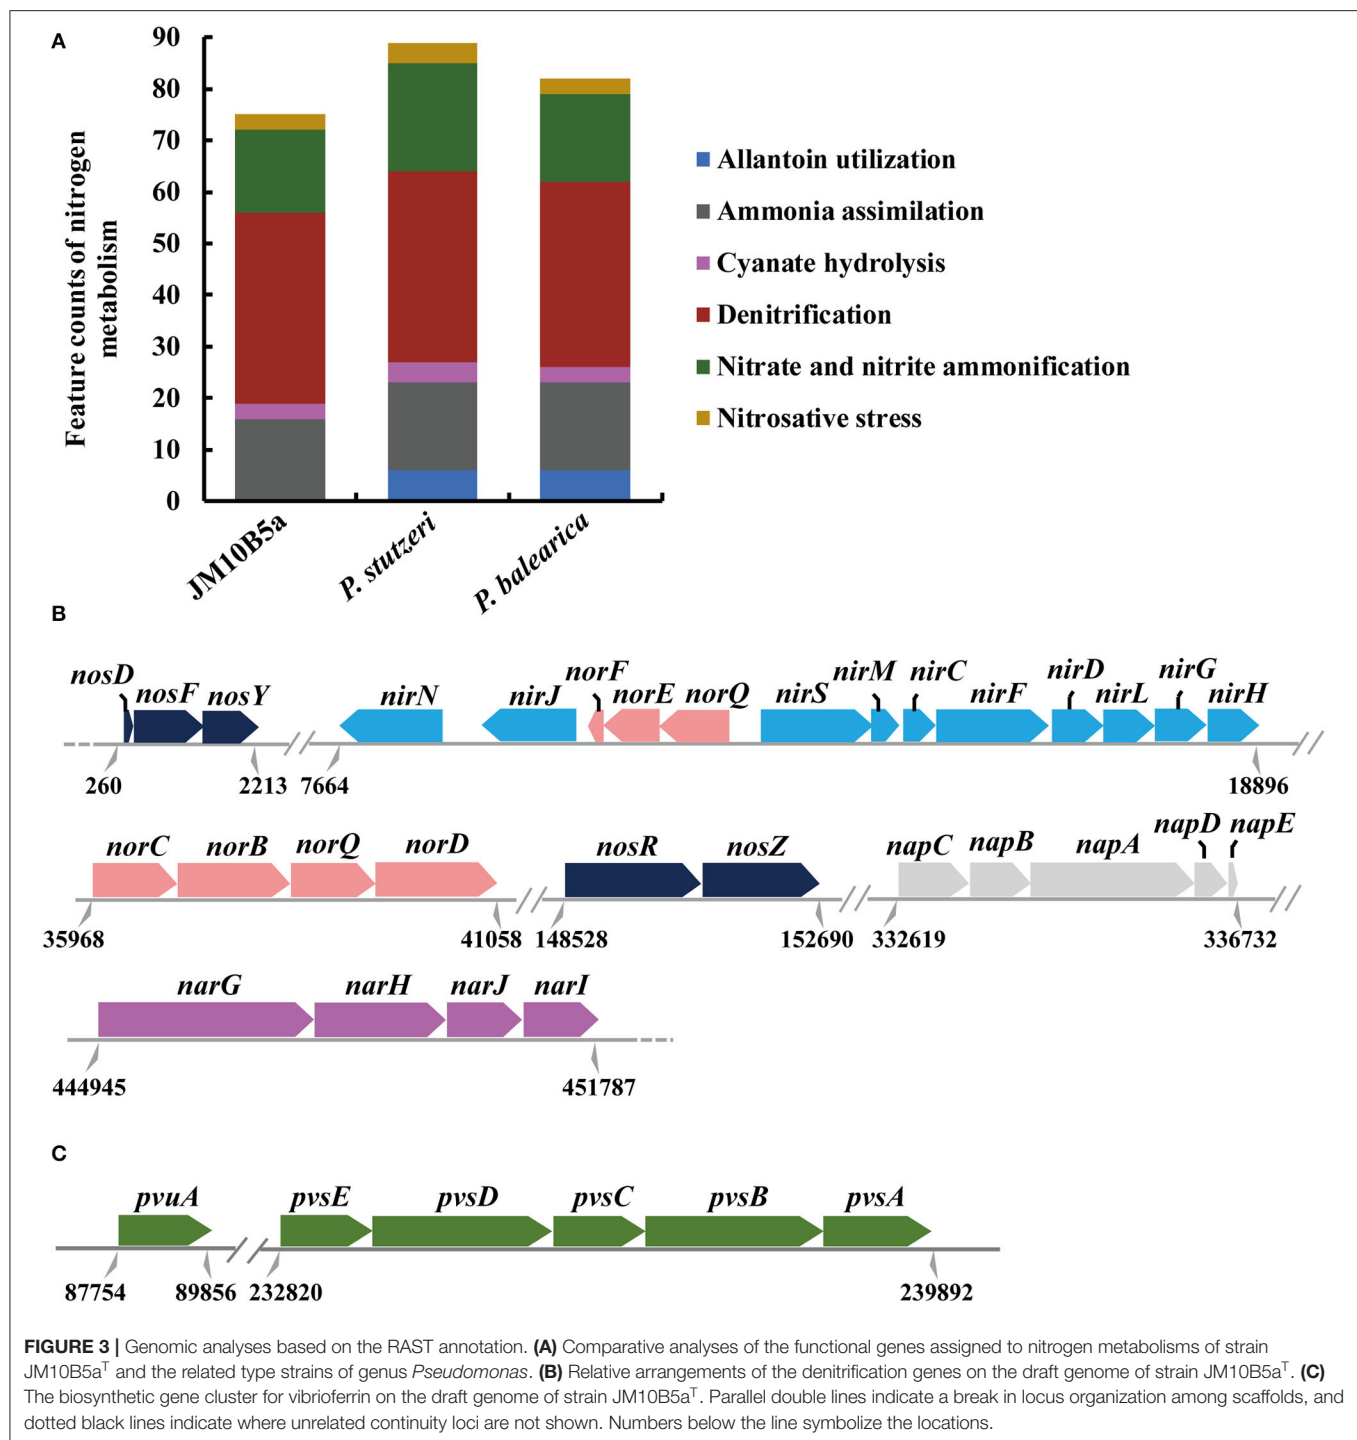 A
90
80
70
60
50
40
30
20
10
0
Feature counts of nitrogen
metabolism
JM10B5a
P. stutzeri
P. balearica
Allantoin utilization
Ammonia assimilation
Cyanate hydrolysis
Denitrification
Nitrate and nitrite ammonification
Nitrosative stress
B
nosD nosF nosY nirN nirJ norF norE norQ nirS nirM nirC nirF nirD nirL nirG nirH
260 2213 7664 18896
norC norB norQ norD nosR nosZ napC napB napA napD napE
35968 41058 148528 152690 332619 336732
narG narH narJ narI
444945 451787
C
pvuA pvsE pvsD pvsC pvsB pvsA
87754 89856 232820 239892
FIGURE 3 | Genomic analyses based on the RAST annotation. (A) Comparative analyses of the functional genes assigned to nitrogen metabolisms of strain
JM10B5aT and the related type strains of genus Pseudomonas. (B) Relative arrangements of the denitrification genes on the draft genome of strain JM10B5aT. (C)
The biosynthetic gene cluster for vibrioferrin on the draft genome of strain JM10B5aT. Parallel double lines indicate a break in locus organization among scaffolds, and
dotted black lines indicate where unrelated continuity loci are not shown. Numbers below the line symbolize the locations.